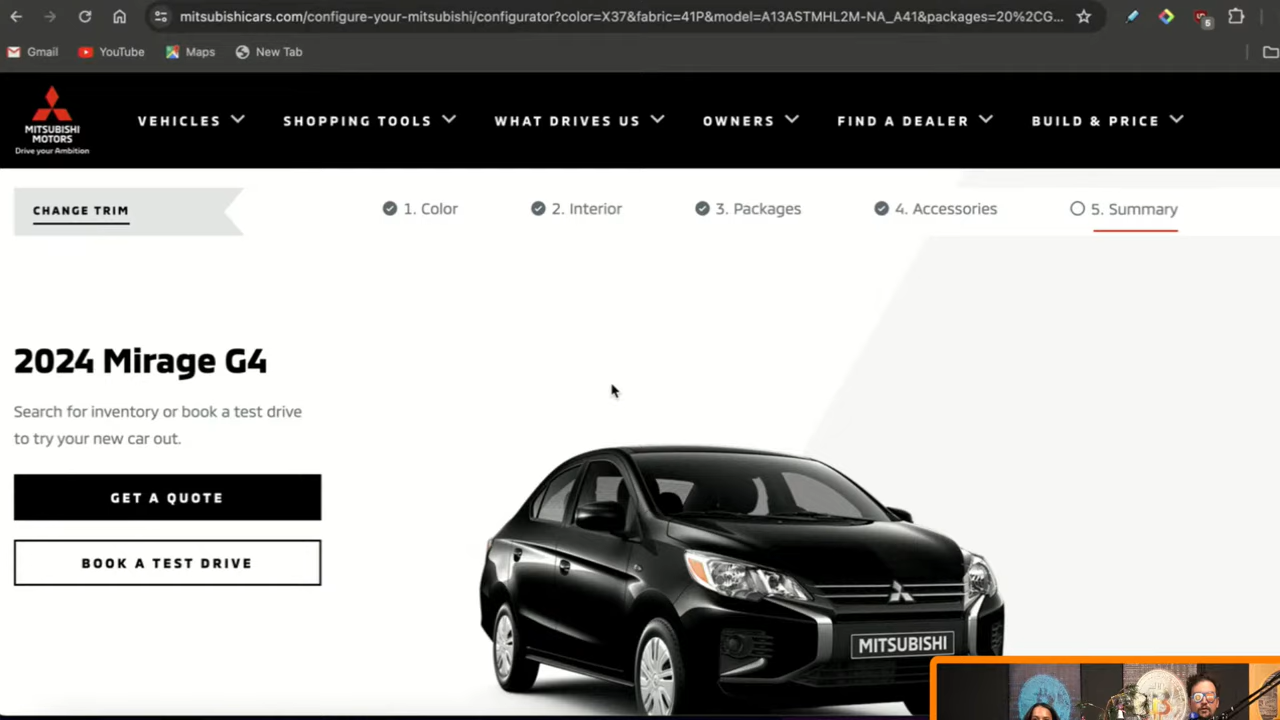 mitsubishicars.com/configure-your-mitsubishi/configurator?color=X37&fabric=41P&model=A13ASTMHL2M-NA_A41&packages=20%2CG...
5
Gmail
YouTube
Maps
New Tab
MITSUBISHI
MOTORS
Drive your Ambition
VEHICLES
SHOPPING TOOLS
WHAT DRIVES US
OWNERS
FIND A DEALER
BUILD & PRICE
CHANGE TRIM
1. Color
2. Interior
3. Packages
4. Accessories
5. Summary
2024 Mirage G4
Search for inventory or book a test drive
to try your new car out.
GET A QUOTE
BOOK A TEST DRIVE
MITSUBISHI